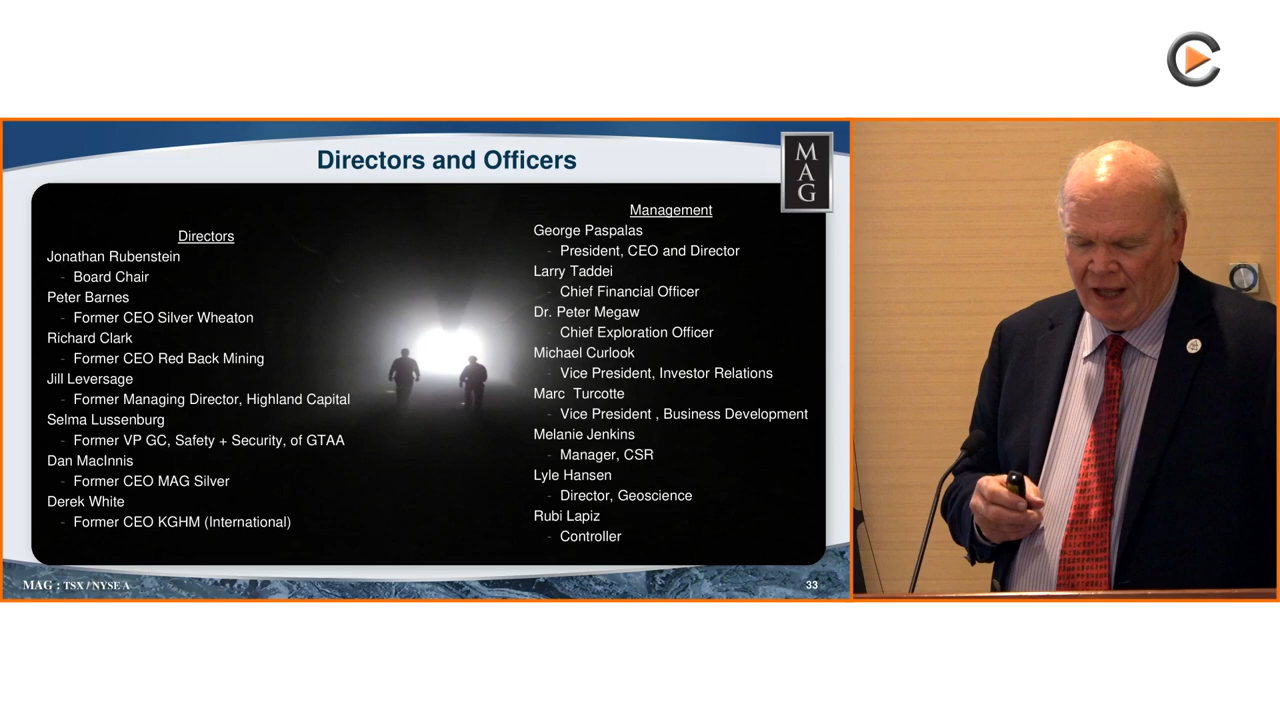 Directors and Officers
M
A
G
Directors
Jonathan Rubenstein
- Board Chair
Peter Barnes
- Former CEO Silver Wheaton
Richard Clark
- Former CEO Red Back Mining
Jill Leversage
- Former Managing Director, Highland Capital
Selma Lussenburg
- Former VP GC, Safety + Security, of GTAA
Dan MacInnis
- Former CEO MAG Silver
Derek White
- Former CEO KGHM (International)
Management
George Paspalas
- President, CEO and Director
Larry Taddei
- Chief Financial Officer
Dr. Peter Megaw
- Chief Exploration Officer
Michael Curlook
- Vice President, Investor Relations
Marc Turcotte
- Vice President , Business Development
Melanie Jenkins
- Manager, CSR
Lyle Hansen
- Director, Geoscience
Rubi Lapiz
- Controller
MAG : TSX / NYSE A
33